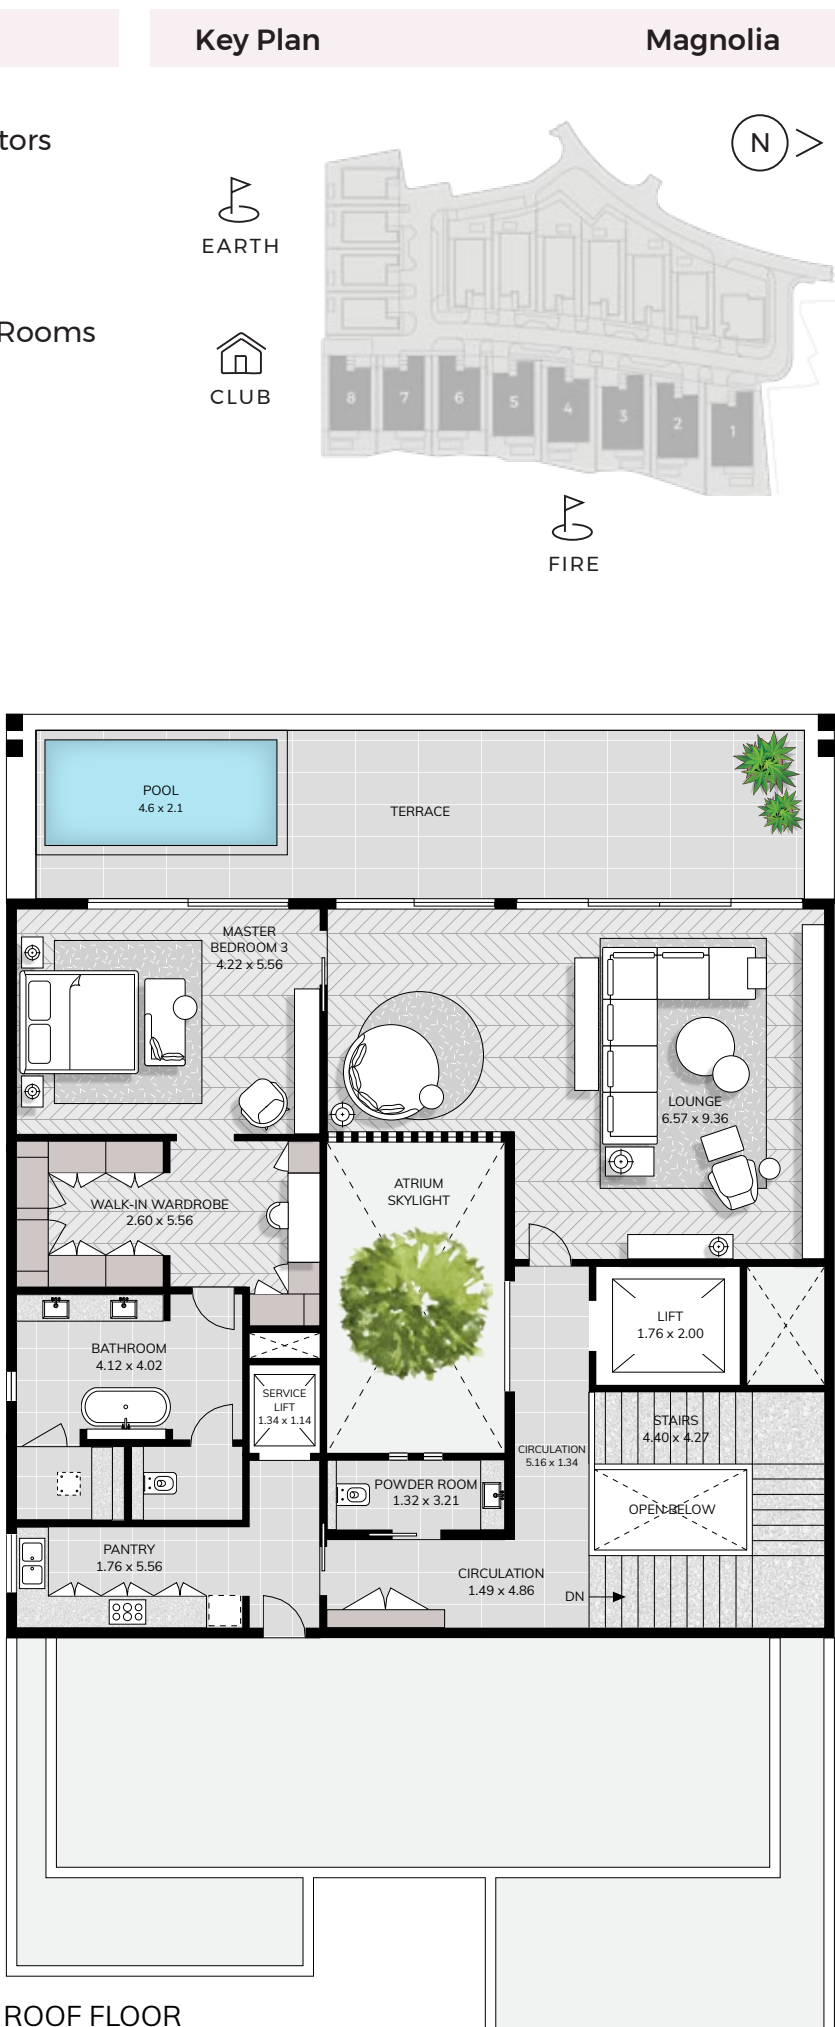 Key Plan
Magnolia
tors
N
EARTH
Rooms
CLUB
8
7
6
5
4
3
2
1
FIRE
POOL
4.6 x 2.1
TERRACE
MASTER
BEDROOM 3
4.22 x 5.56
LOUNGE
6.57 x 9.36
ATRIUM
SKYLIGHT
WALK-IN WARDROBE
2.60 x 5.56
LIFT
1.76 x 2.00
BATHROOM
4.12 x 4.02
SERVICE
LIFT
1.34 x 1.14
STAIRS
4.40 x 4.27
CIRCULATION
5.16 x 1.34
POWDER ROOM
1.32 x 3.21
OPEN BELOW
PANTRY
1.76 x 5.56
CIRCULATION
1.49 x 4.86
DN
ROOF FLOOR